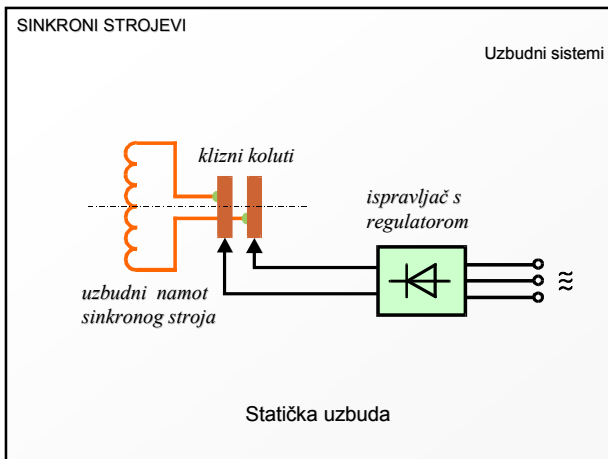 SINKRONI STROJEVI
Uzbudni sistemi
klizni koluti
ispravljač s
regulatorom
uzbudni namot
sinkronog stroja
≈
Statička uzbuda